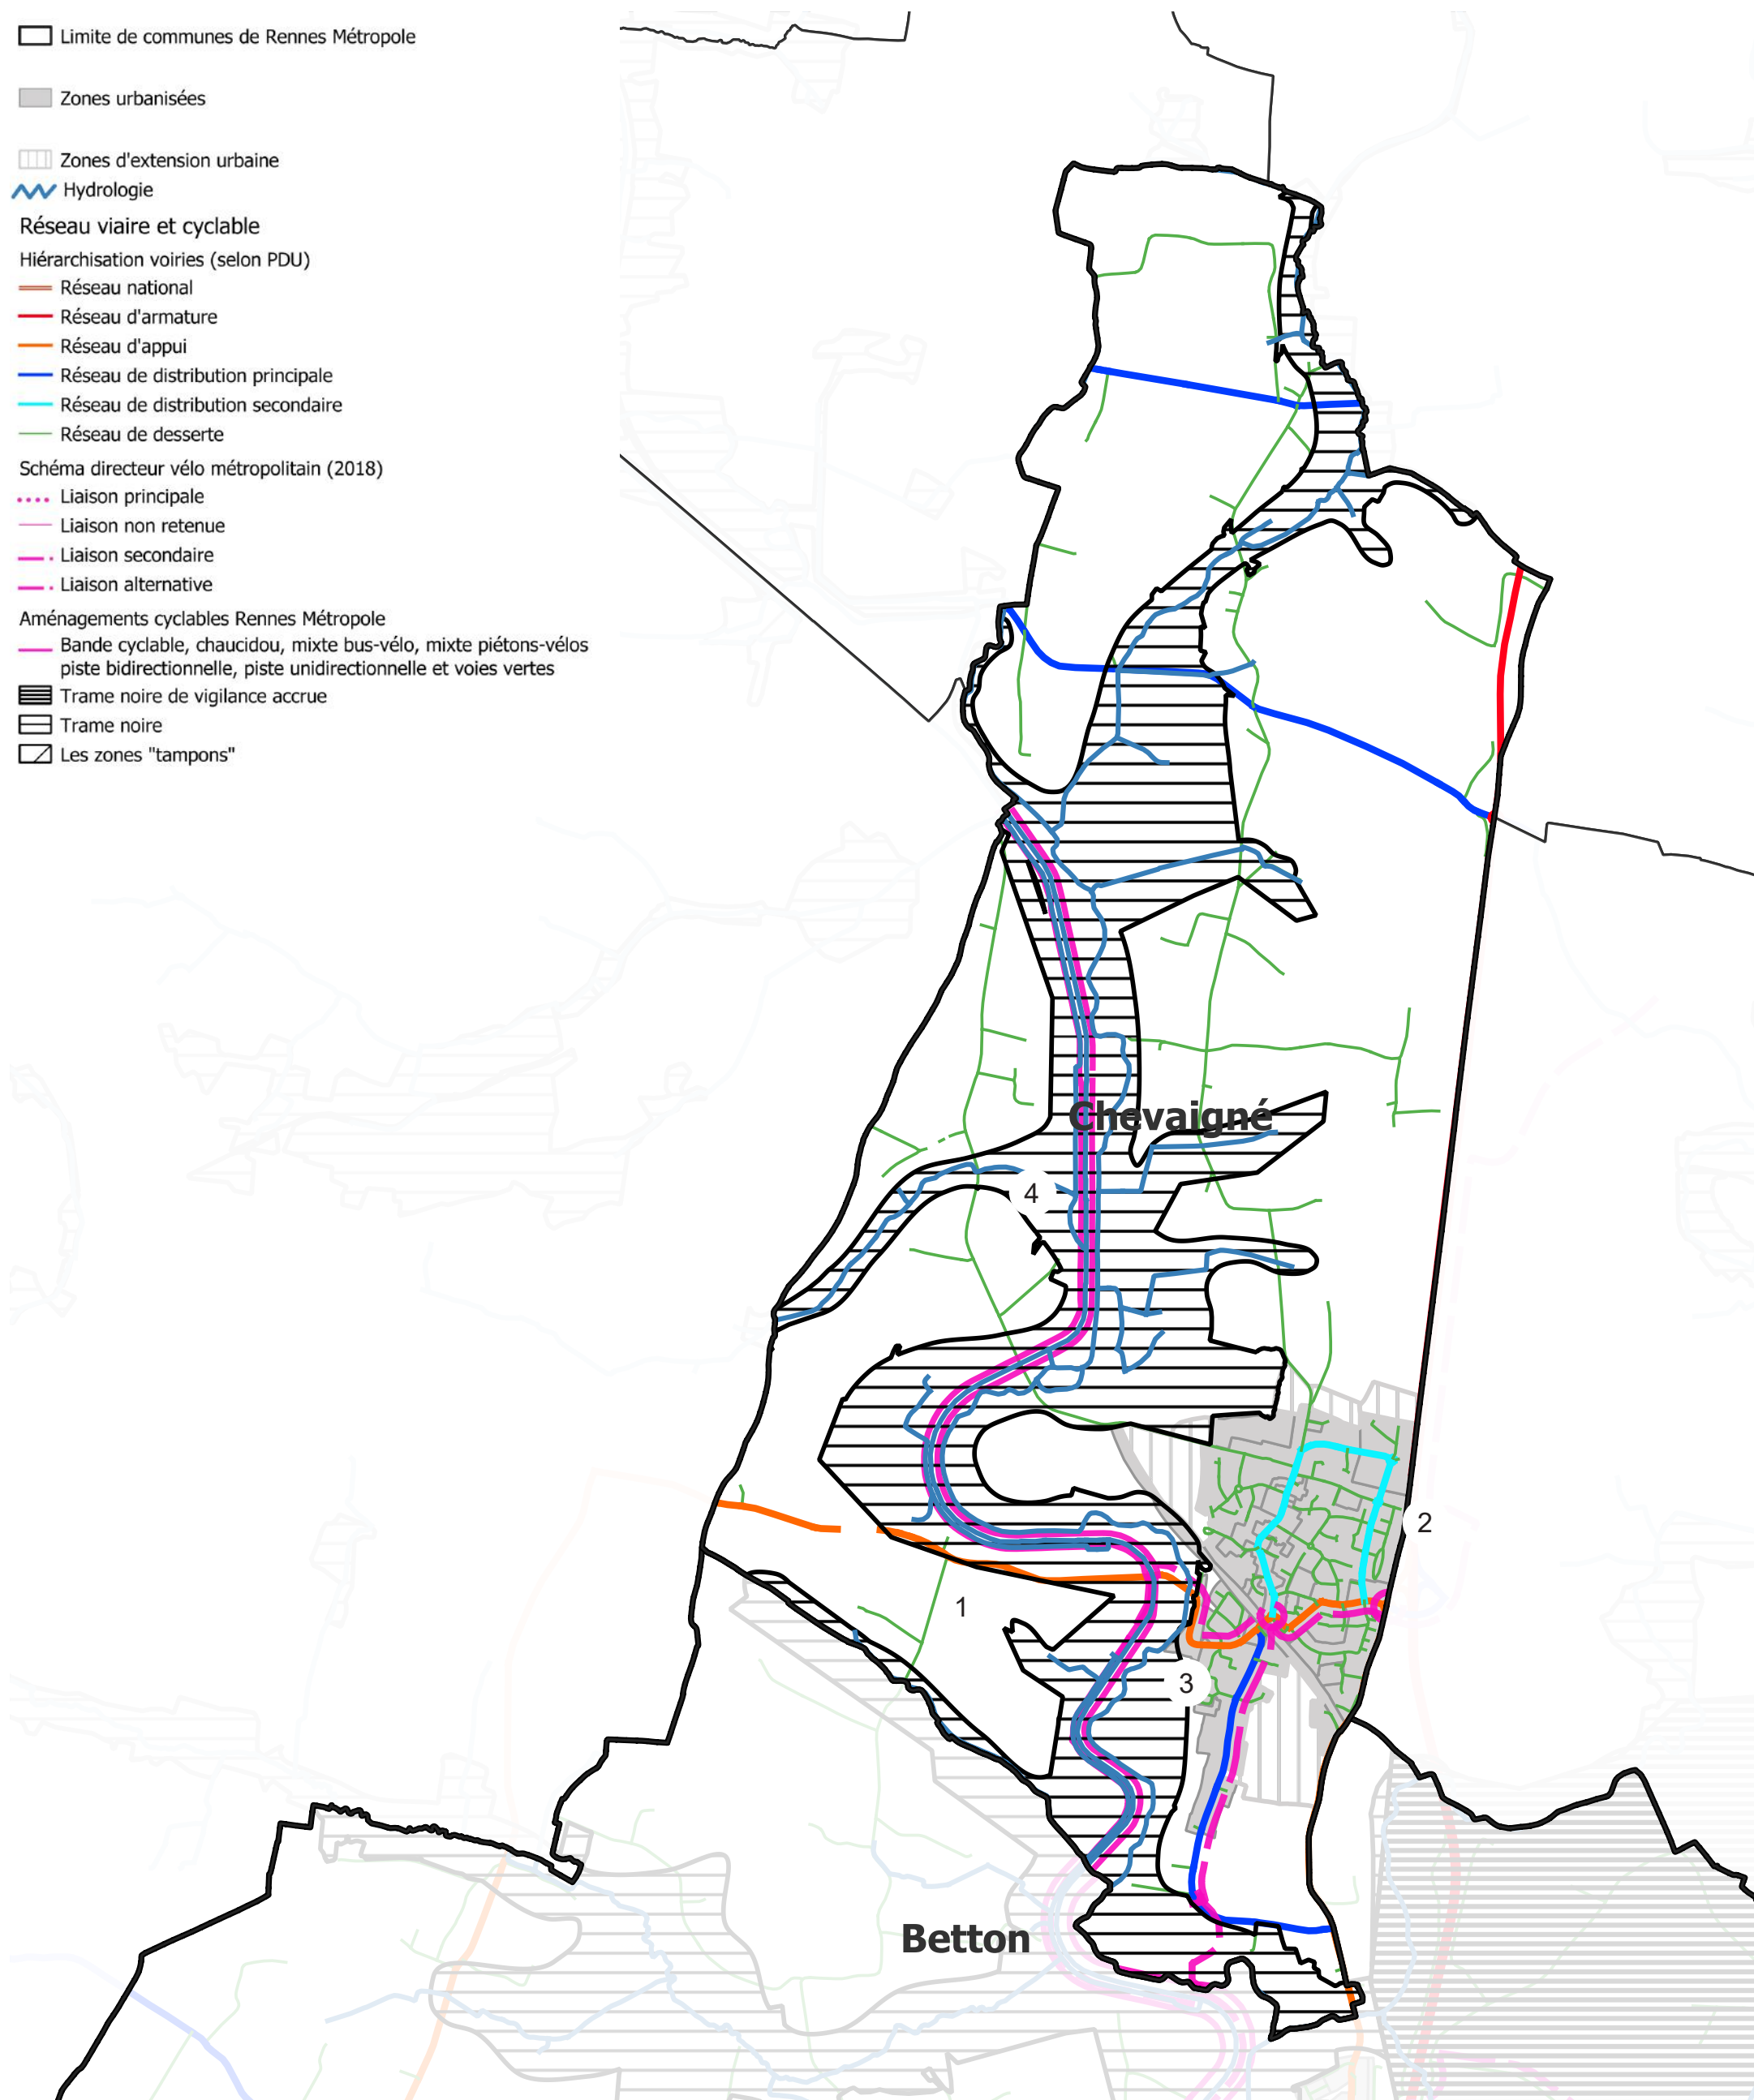 Limite de communes de Rennes Métropole
Zones urbanisées
Zones d'extension urbaine
Hydrologie
Réseau viaire et cyclable
Hiérarchisation voiries (selon PDU)
Réseau national
Réseau d'armature
Réseau d'appui
Réseau de distribution principale
Réseau de distribution secondaire
Réseau de desserte
Schéma directeur vélo métropolitain (2018)
Liaison principale
Liaison non retenue
Liaison secondaire
Liaison alternative
Aménagements cyclables Rennes Métropole
Bande cyclable, chaucidou, mixte bus-vélo, mixte piétons-vélos
piste bidirectionnelle, piste unidirectionnelle et voies vertes
Trame noire de vigilance accrue
Trame noire
Les zones "tampons"
Chevaigné
4
2
1
3
Betton